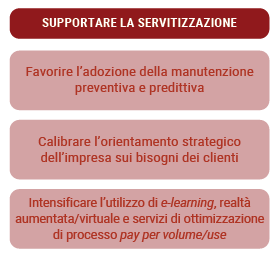 SUPPORTARE LA SERVITIZZAZIONE
Favorire l'adozione della manutenzione
preventiva e predittiva
Calibrare l'orientamento strategico
dell'impresa sui bisogni dei clienti
Intensificare l'utilizzo di e-learning, realtà
aumentata/virtuale e servizi di ottimizzazione
di processo pay per volume/use